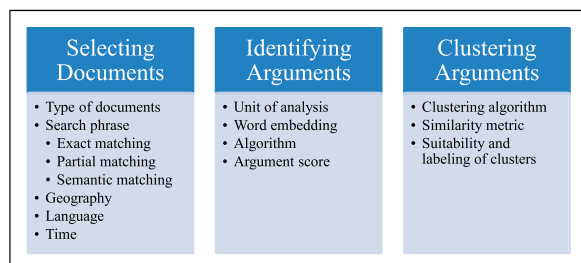 Selecting
Documents
• Type of documents
• Search phrase
• Exact matching
• Partial matching
• Semantic matching
• Geography
• Language
• Time
Identifying
Arguments
• Unit of analysis
• Word embedding
• Algorithm
• Argument score
Clustering
Arguments
• Clustering algorithm
• Similarity metric
• Suitability and
labeling of clusters